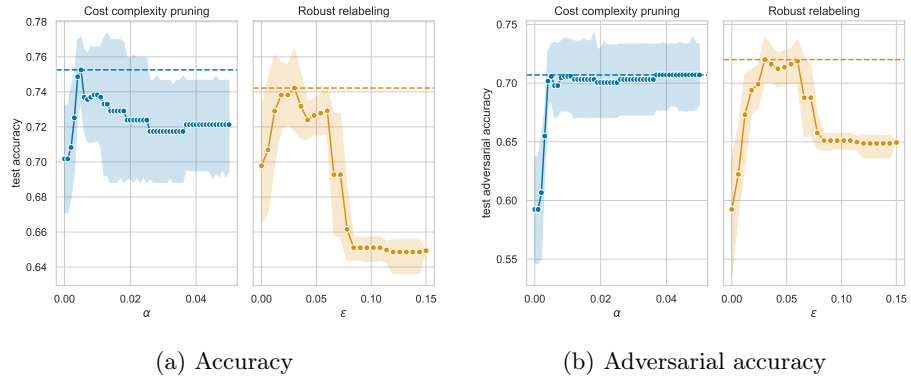 Cost complexity pruning
Robust relabeling
test accuracy
0.78
0.76
0.74
0.72
0.70
0.68
0.66
0.64
0.00
0.02
0.04
α
0.00
0.05
0.10
0.15
ε
(a) Accuracy
Cost complexity pruning
Robust relabeling
test adversarial accuracy
0.75
0.70
0.65
0.60
0.55
0.00
0.02
0.04
α
0.00
0.05
0.10
0.15
ε
(b) Adversarial accuracy